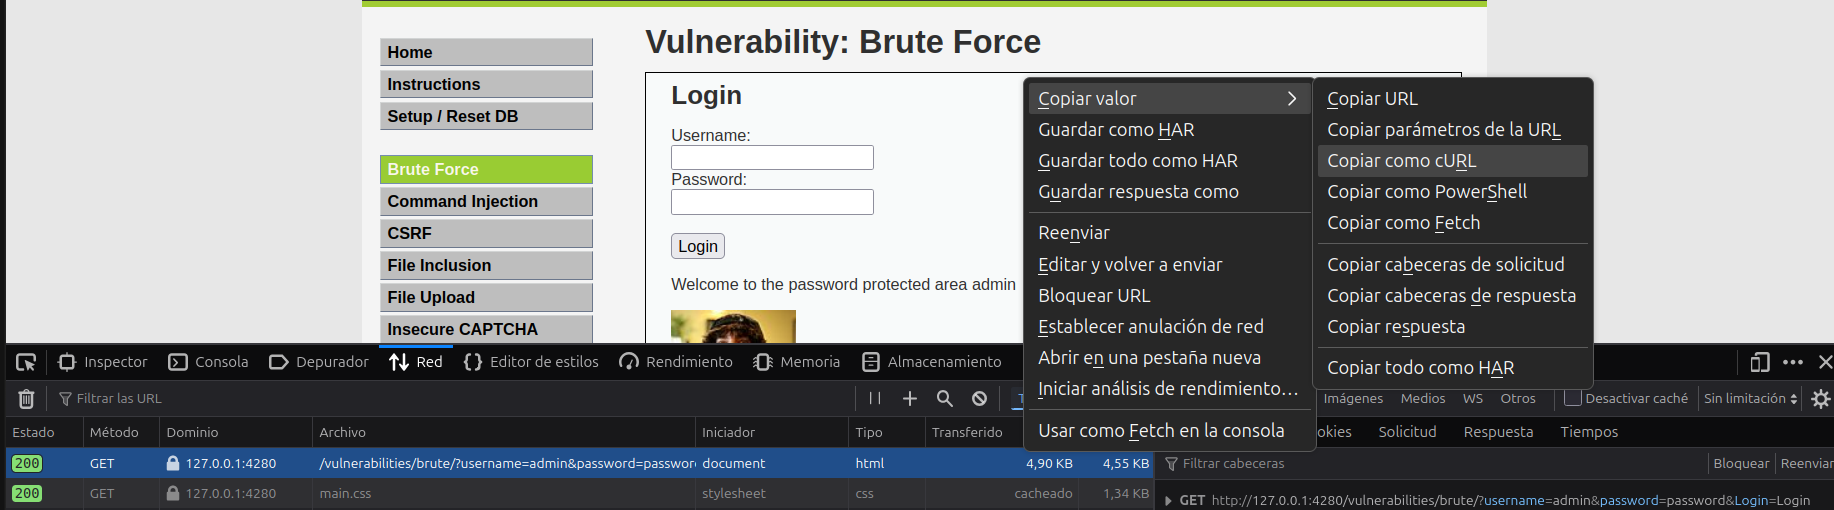 Vulnerability: Brute Force
Home
Instructions
Setup / Reset DB
Brute Force
Command Injection
CSRF
File Inclusion
File Upload
Insecure CAPTCHA
Login
Username:
Password:
Login
Welcome to the password protected area admin
Copiar valor
Guardar como HAR
Guardar todo como HAR
Guardar respuesta como
Reenviar
Editar y volver a enviar
Bloquear URL
Establecer anulación de red
Abrir en una pestaña nueva
Iniciar análisis de rendimiento...
Usar como Fetch en la consola
Copiar URL
Copiar parámetros de la URL
Copiar como cURL
Copiar como PowerShell
Copiar como Fetch
Copiar cabeceras de solicitud
Copiar cabeceras de respuesta
Copiar respuesta
Copiar todo como HAR
Inspector Consola Depurador Red Editor de estilos Rendimiento Memoria Almacenamiento
Filtrar las URL
Imágenes Medios WS Otros Desactivar caché Sin limitación
Estado Método Dominio Archivo Iniciador Tipo Transferido
okies Solicitud Respuesta Tiempos
200 GET 127.0.0.1:4280 /vulnerabilities/brute/?username=admin&password=passwor document html 4,90 KB 4,55 KB
Filtrar cabeceras Bloquear Reenviar
200 GET 127.0.0.1:4280 main.css stylesheet css cacheado 1,34 KB
GET http://127.0.0.1:4280/vulnerabilities/brute/?username=admin&password=password&Login=Login